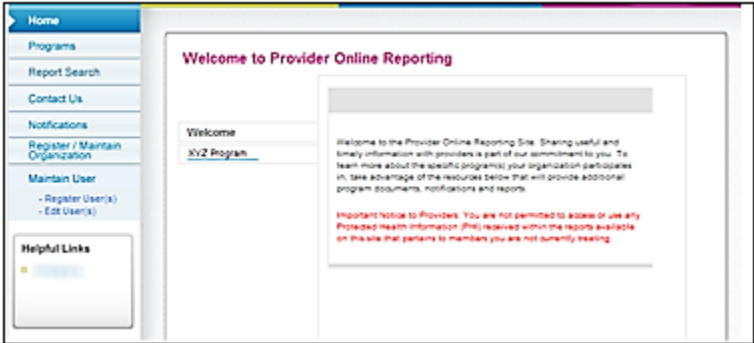 Home
Programs
Report Search
Contact Us
Notifications
Register / Maintain
Organization
Maintain User
- Register User(s)
- Edit User(s)
Helpful Links
Welcome to Provider Online Reporting
Welcome
XYZ Program
Welcome to the Provider Online Reporting Site. Sharing useful and
timely information with providers is part of our commitment to you. To
learn more about the specific program(s) your organization participates
in, take advantage of the resources below that will provide additional
program documents, notifications and reports.
Important Notice to Providers: You are not permitted to access or use any
Protected Health Information (PHI) received within the reports available
on this site that pertains to members you are not currently treating.